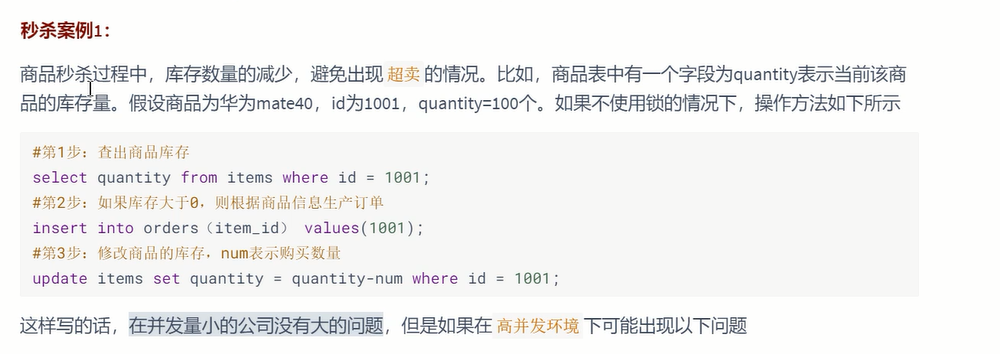 秒杀案例1：
商品秒杀过程中，库存数量的减少，避免出现 超卖 的情况。比如，商品表中有一个字段为quantity表示当前该商
品的库存量。假设商品为华为mate40，id为1001，quantity=100个。如果不使用锁的情况下，操作方法如下所示
#第1步：查出商品库存
select quantity from items where id = 1001;
#第2步：如果库存大于0，则根据商品信息生产订单
insert into orders（item_id） values(1001);
#第3步：修改商品的库存，num表示购买数量
update items set quantity = quantity-num where id = 1001;
这样写的话，在并发量小的公司没有大的问题，但是如果在 高并发环境 下可能出现以下问题